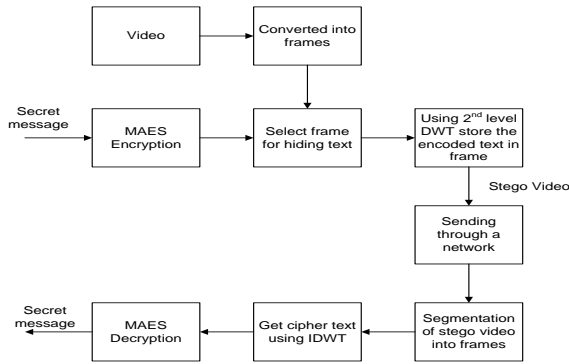 Video
Converted into
frames
Secret
message
MAES
Encryption
Select frame
for hiding text
Using 2nd level
DWT store the
encoded text in
frame
Stego Video
Sending
through a
network
Secret
message
MAES
Decryption
Get cipher text
using IDWT
Segmentation
of stego video
into frames